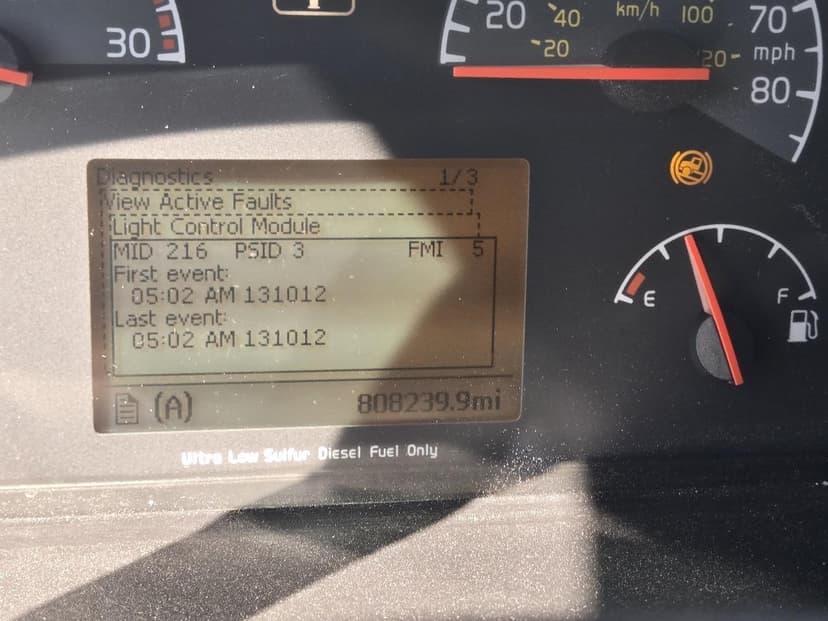 30
20 40 km/h 100 70
20 120 mph
80
Diagnostics 1/3
View Active Faults
Light Control Module
MID 216 PSID 3 FMI 5
First event:
05:02 AM 131012
Last event:
05:02 AM 131012
(A) 808239.9mi
E F
Ultra Low Sulfur Diesel Fuel Only